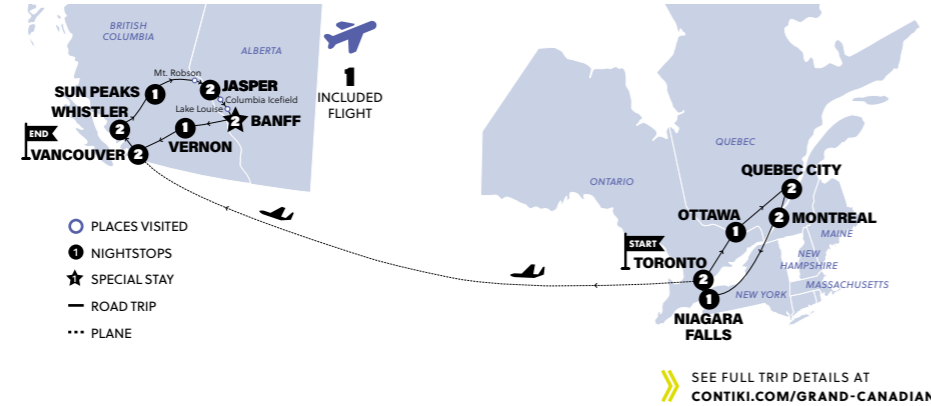 BRITISH
COLUMBIA
ALBERTA
1
INCLUDED
FLIGHT
Mt. Robson
SUN PEAKS
1
2
JASPER
Columbia Icefield
Lake Louise
WHISTLER
2
2
BANFF
1
VERNON
END
VANCOUVER
2
QUEBEC
ONTARIO
QUEBEC CITY
2
OTTAWA
1
2
MONTREAL
MAINE
START
TORONTO
2
NEW
HAMPSHIRE
MASSACHUSETTS
NEW YORK
1
NIAGARA
FALLS
PLACES VISITED
1 NIGHTSTOPS
1 SPECIAL STAY
ROAD TRIP
PLANE
SEE FULL TRIP DETAILS AT
CONTIKI.COM/GRAND-CANADIAN